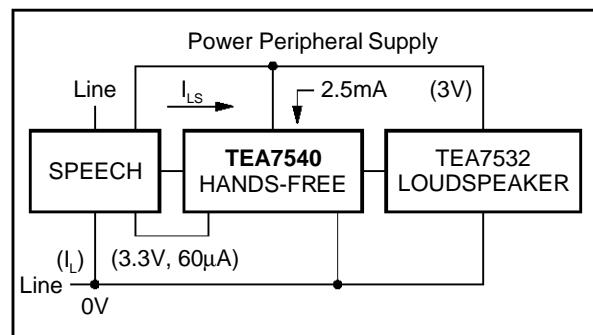 Power Peripheral Supply
Line
I_LS
2.5mA
(3V)
SPEECH
TEA7540
HANDS-FREE
TEA7532
LOUDSPEAKER
(I_L)
(3.3V, 60µA)
Line
0V